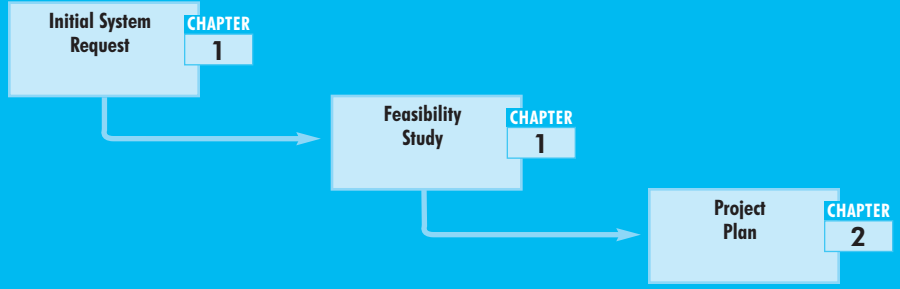 Initial System
Request
CHAPTER
1
Feasibility
Study
CHAPTER
1
Project
Plan
CHAPTER
2